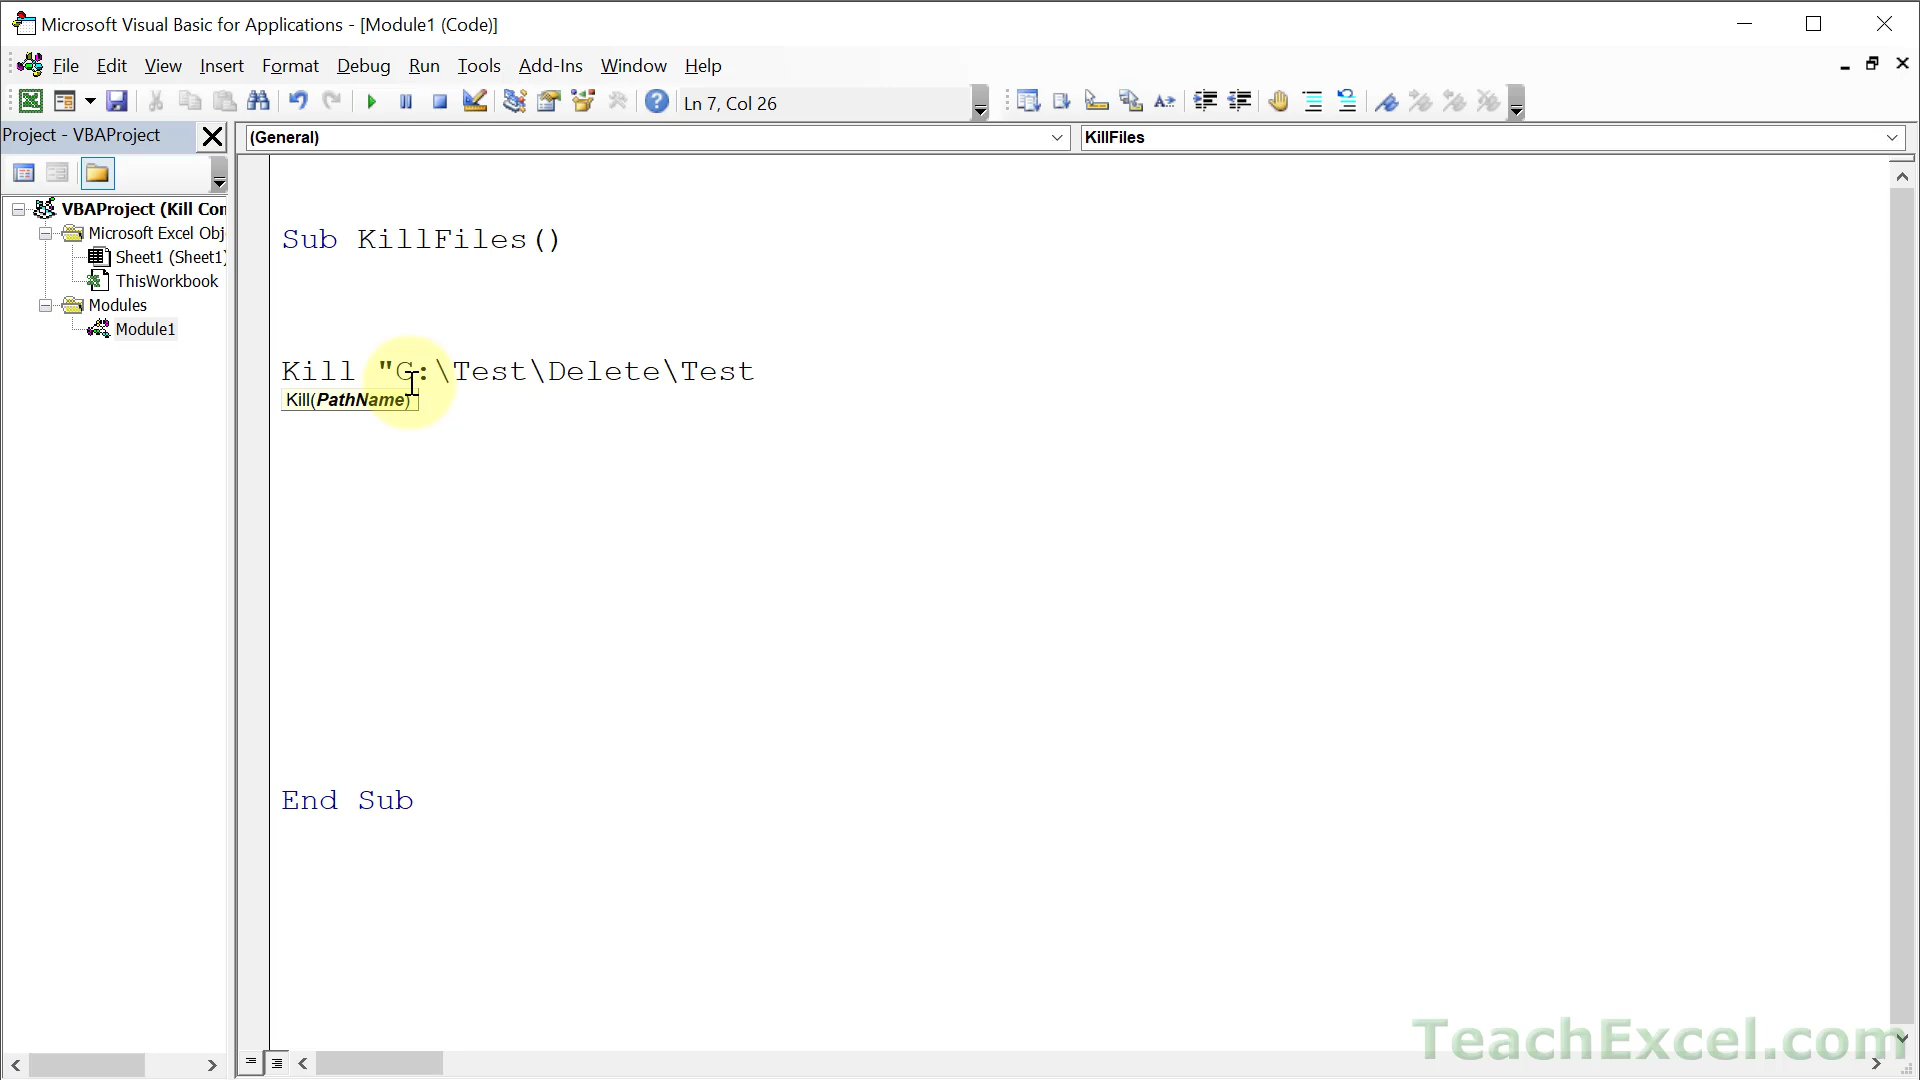 Microsoft Visual Basic for Applications - [Module1 (Code)]
File Edit View Insert Format Debug Run Tools Add-Ins Window Help
Ln 7, Col 26
Project - VBAProject
(General)
KillFiles
VBAProject (Kill Con
Microsoft Excel Obj
Sheet1 (Sheet1)
ThisWorkbook
Modules
Module1
Sub KillFiles()
Kill "G:\Test\Delete\Test
Kill(PathName)
End Sub
TeachExcel.com